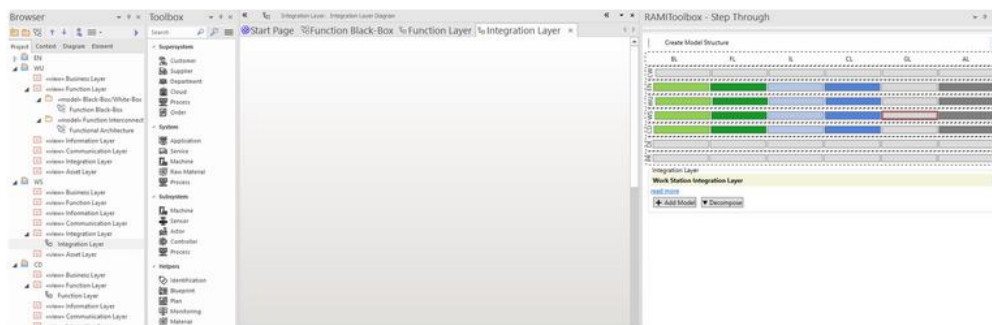 Browser
Project Context Diagram Element
EN
WU
«view» Business Layer
«view» Function Layer
«model» Black-Box/White-Box
Function Black-Box
«model» Function Interconnect
Functional Architecture
«view» Information Layer
«view» Communication Layer
«view» Integration Layer
«view» Asset Layer
WS
«view» Business Layer
«view» Function Layer
«view» Information Layer
«view» Communication Layer
«view» Integration Layer
Integration Layer
«view» Asset Layer
CD
«view» Business Layer
«view» Function Layer
Function Layer
«view» Information Layer
«view» Communication Layer
Toolbox
Search
Supersystem
Customer
Supplier
Department
Cloud
Process
Order
System
Application
Service
Machine
Raw Material
Process
Subsystem
Machine
Sensor
Actor
Controller
Process
Helpers
Identification
Blueprint
Plan
Monitoring
Material
Integration Layer: Integration Layer Diagram
Start Page Function Black-Box Function Layer Integration Layer ×
RAMIToolbox - Step Through
Create Model Structure
BL FL IL CL GL AL
CW
EN
WU
WS
CD
Integration Layer
Work Station Integration Layer
read more
+ Add Model ▼ Decompose